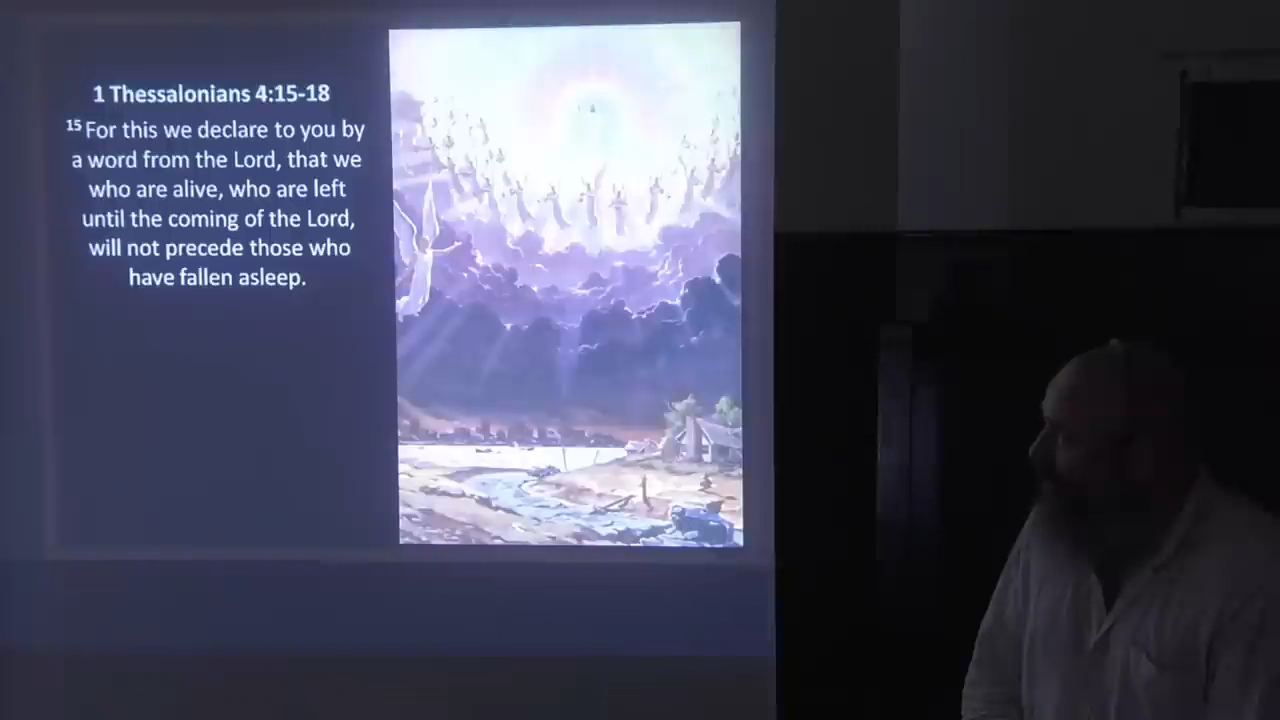 1 Thessalonians 4:15-18
15 For this we declare to you by
a word from the Lord, that we
who are alive, who are left
until the coming of the Lord,
will not precede those who
have fallen asleep.